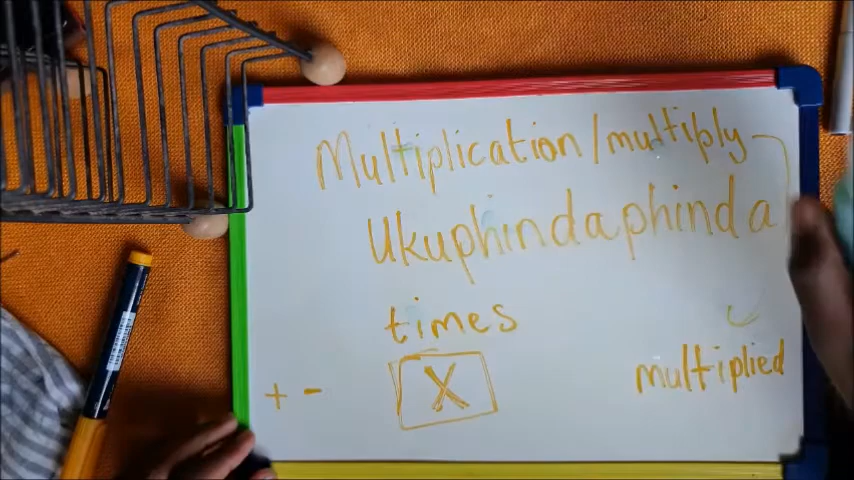 Multiplication/multiply
Ukuphindaphinda
times
+ - X
multiplied